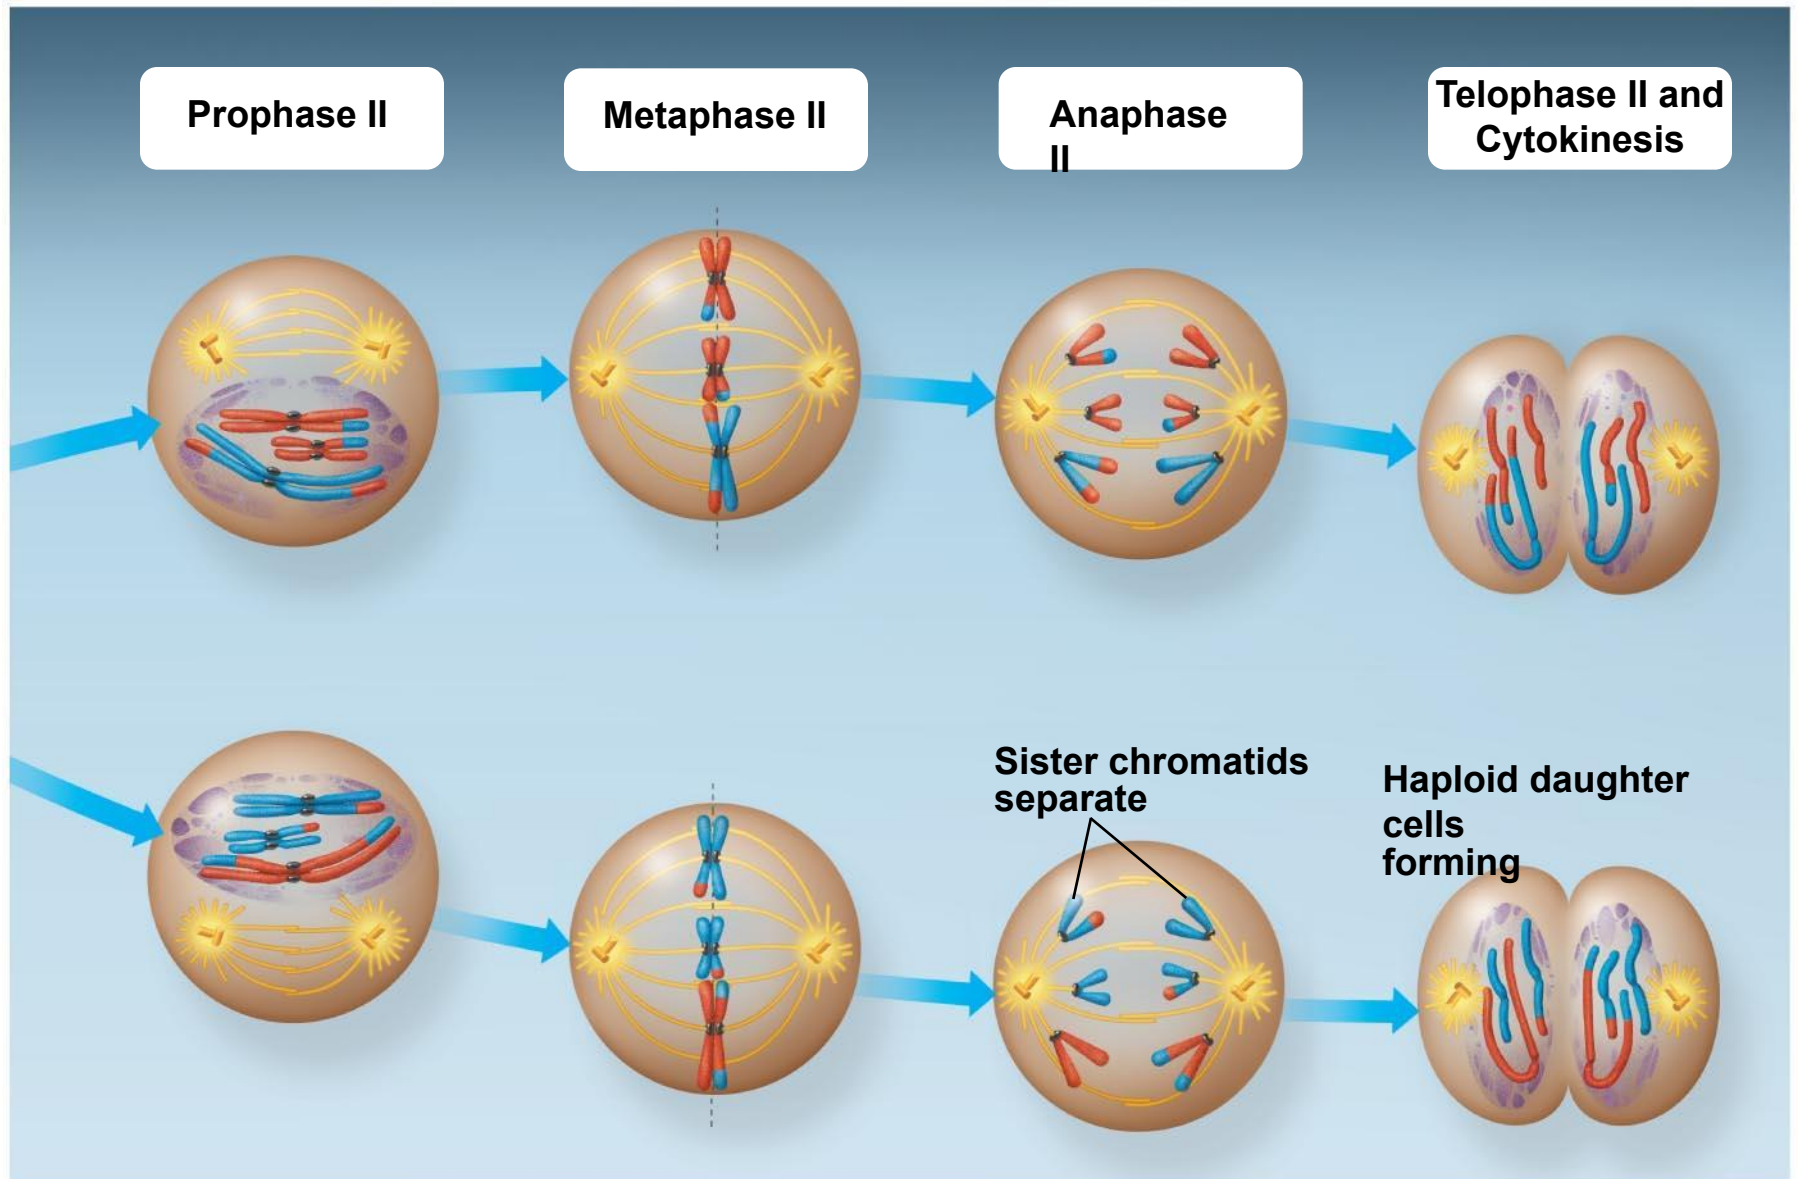 Prophase II
Metaphase II
Anaphase
II
Telophase II and
Cytokinesis
Sister chromatids
separate
Haploid daughter
cells
forming